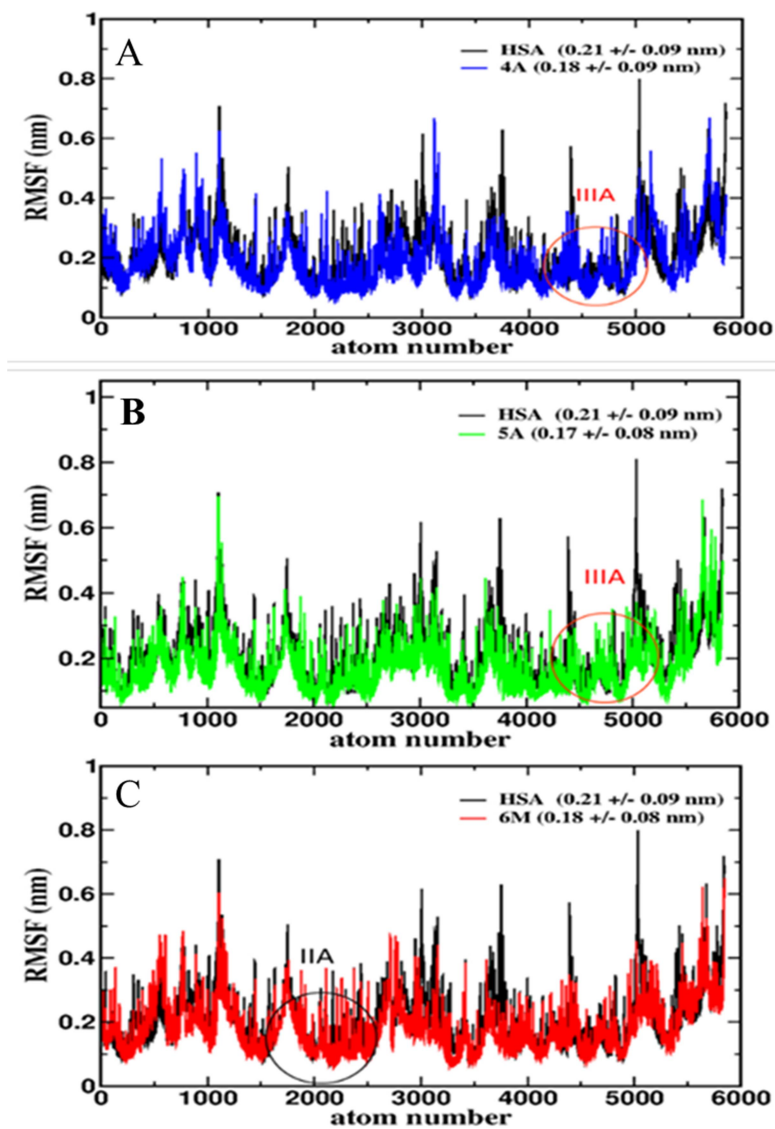 A
HSA (0.21 +/- 0.09 nm)
4A (0.18 +/- 0.09 nm)
RMSF (nm)
1
0.8
0.6
0.4
0.2
0
IIIA
0 1000 2000 3000 4000 5000 6000
atom number
B
HSA (0.21 +/- 0.09 nm)
5A (0.17 +/- 0.08 nm)
RMSF (nm)
1
0.8
0.6
0.4
0.2
IIIA
0 1000 2000 3000 4000 5000 6000
atom number
C
HSA (0.21 +/- 0.09 nm)
6M (0.18 +/- 0.08 nm)
RMSF (nm)
1
0.8
0.6
0.4
0.2
0
IIA
0 1000 2000 3000 4000 5000 6000
atom number